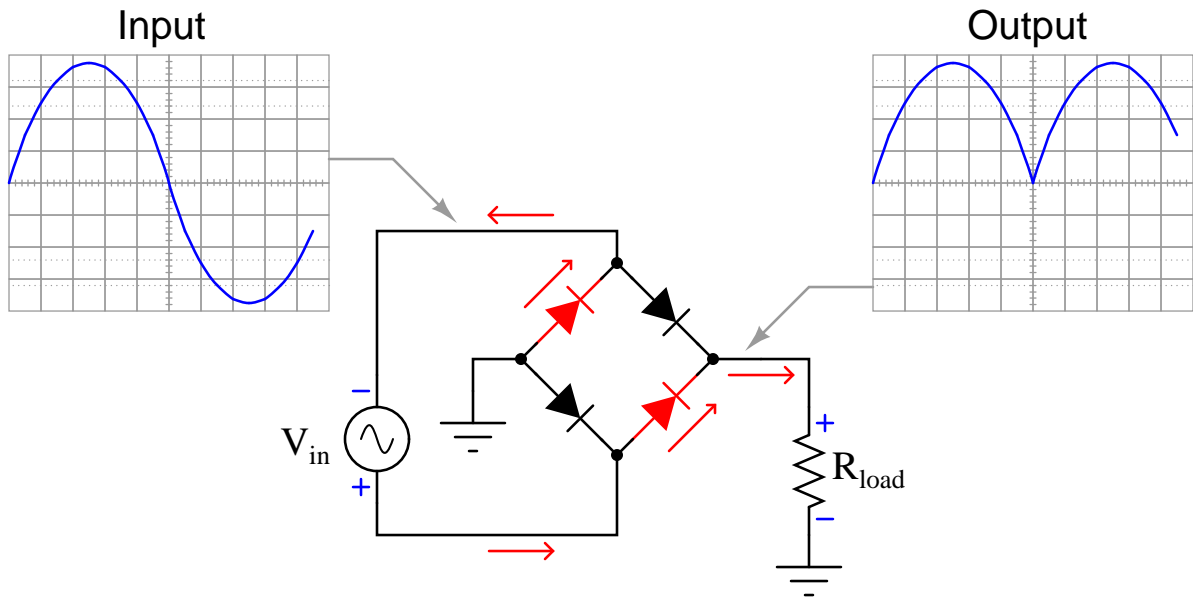 Input
Output
−
V_in
+
+
R_load
−